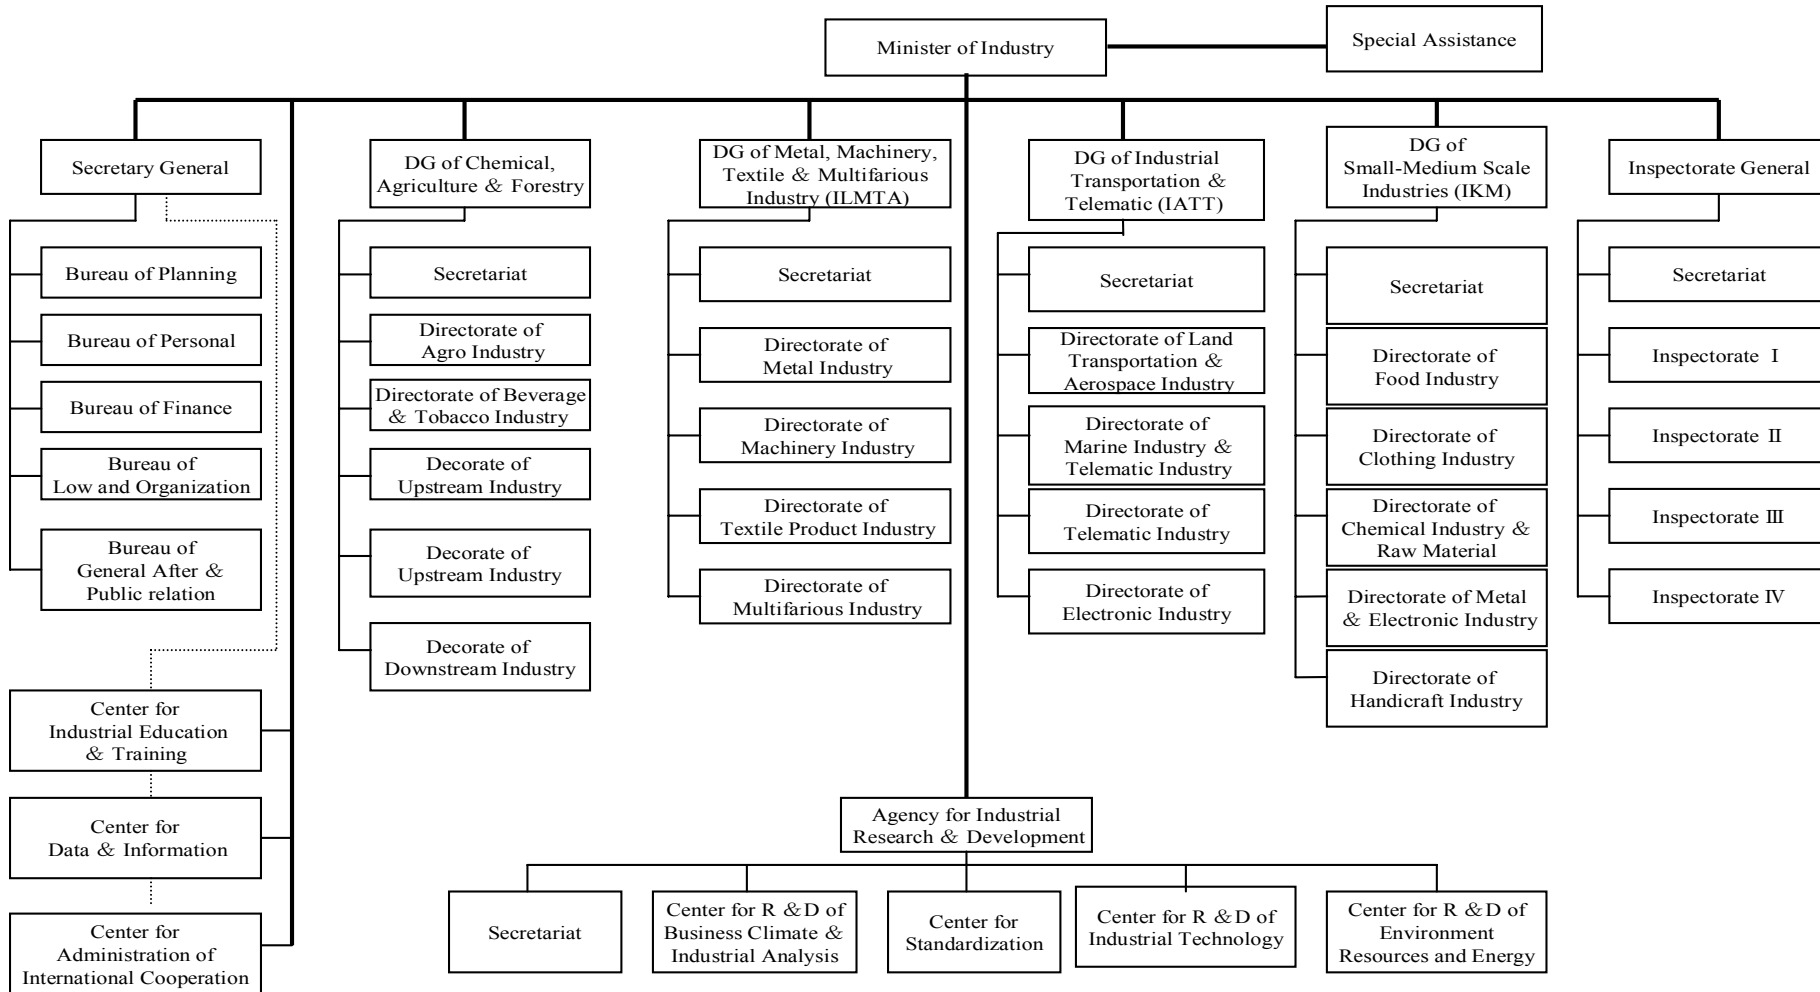 Minister of Industry
Special Assistance
Secretary General
DG of Chemical,
Agriculture & Forestry
DG of Metal, Machinery,
Textile & Multifarious
Industry (ILMTA)
DG of Industrial
Transportation &
Telematic (IATT)
DG of
Small-Medium Scale
Industries (IKM)
Inspectorate General
Bureau of Planning
Bureau of Personal
Bureau of Finance
Bureau of
Low and Organization
Bureau of
General After &
Public relation
Secretariat
Directorate of
Agro Industry
Directorate of Beverage
& Tobacco Industry
Decorate of
Upstream Industry
Decorate of
Upstream Industry
Decorate of
Downstream Industry
Secretariat
Directorate of
Metal Industry
Directorate of
Machinery Industry
Directorate of
Textile Product Industry
Directorate of
Multifarious Industry
Secretariat
Directorate of Land
Transportation &
Aerospace Industry
Directorate of
Marine Industry &
Telematic Industry
Directorate of
Telematic Industry
Directorate of
Electronic Industry
Secretariat
Directorate of
Food Industry
Directorate of
Clothing Industry
Directorate of
Chemical Industry &
Raw Material
Directorate of Metal
& Electronic Industry
Directorate of
Handicraft Industry
Secretariat
Inspectorate Ⅰ
Inspectorate Ⅱ
Inspectorate Ⅲ
Inspectorate Ⅳ
Center for
Industrial Education
& Training
Center for
Data & Information
Center for
Administration of
International Cooperation
Agency for Industrial
Research & Development
Secretariat
Center for R &D of
Business Climate &
Industrial Analysis
Center for
Standardization
Center for R &D of
Industrial Technology
Center for R &D of
Environment
Resources and Energy